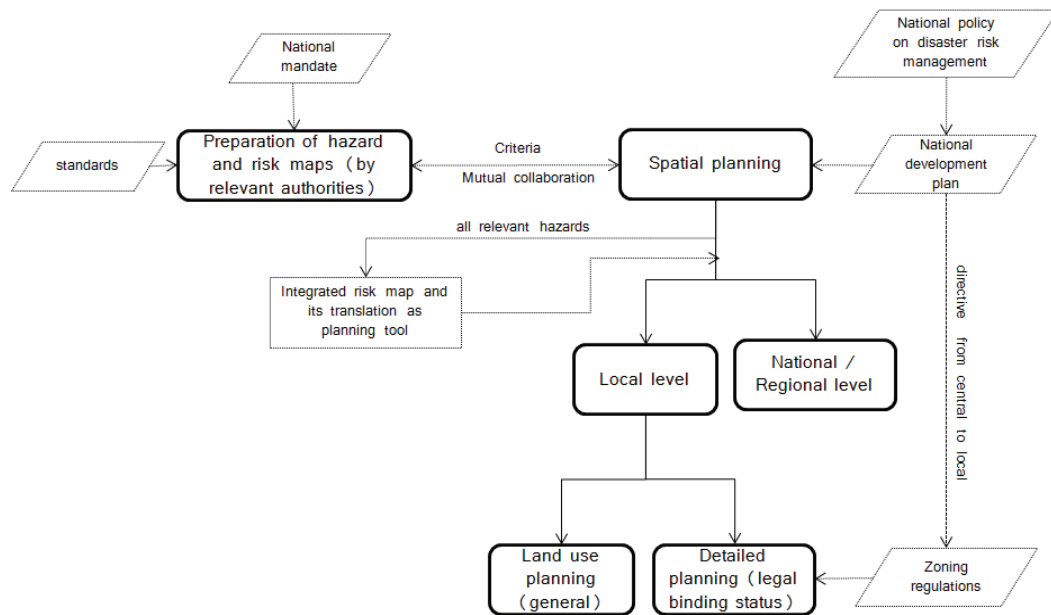 National
mandate
National policy
on disaster risk
management
standards
Preparation of hazard
and risk maps (by
relevant authorities)
Criteria
Mutual collaboration
Spatial planning
National
development
plan
all relevant hazards
Integrated risk map and
its translation as
planning tool
directive from central to local
Local level
National /
Regional level
Land use
planning
(general)
Detailed
planning (legal
binding status)
Zoning
regulations